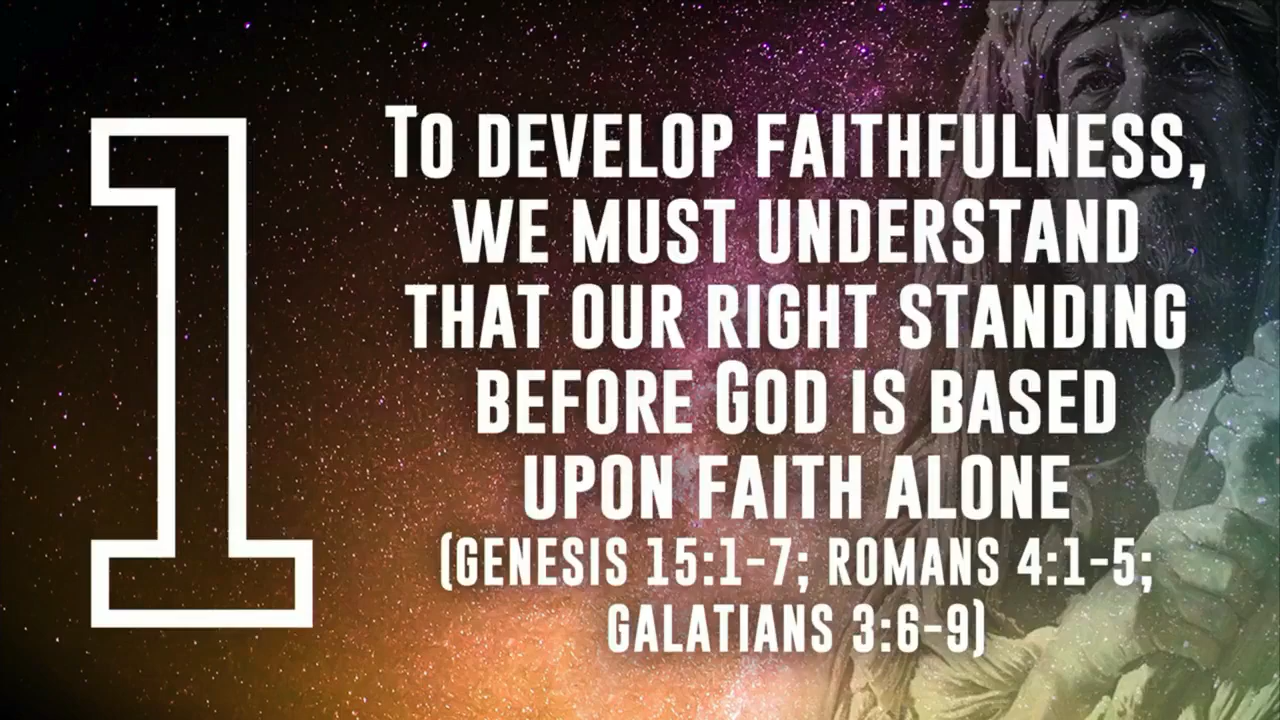 1
To develop faithfulness,
we must understand
that our right standing
before God is based
upon faith alone
(Genesis 15:1-7; Romans 4:1-5;
Galatians 3:6-9)